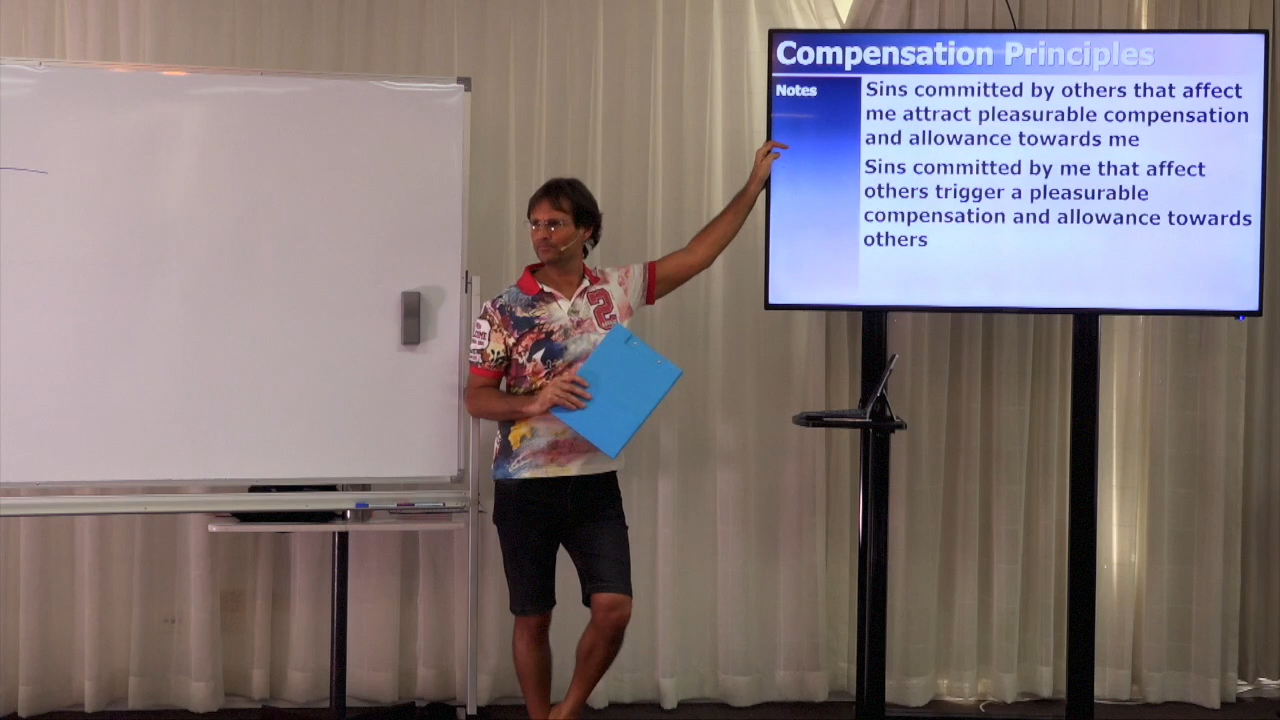 Compensation Principles
Notes
Sins committed by others that affect
me attract pleasurable compensation
and allowance towards me
Sins committed by me that affect
others trigger a pleasurable
compensation and allowance towards
others
2